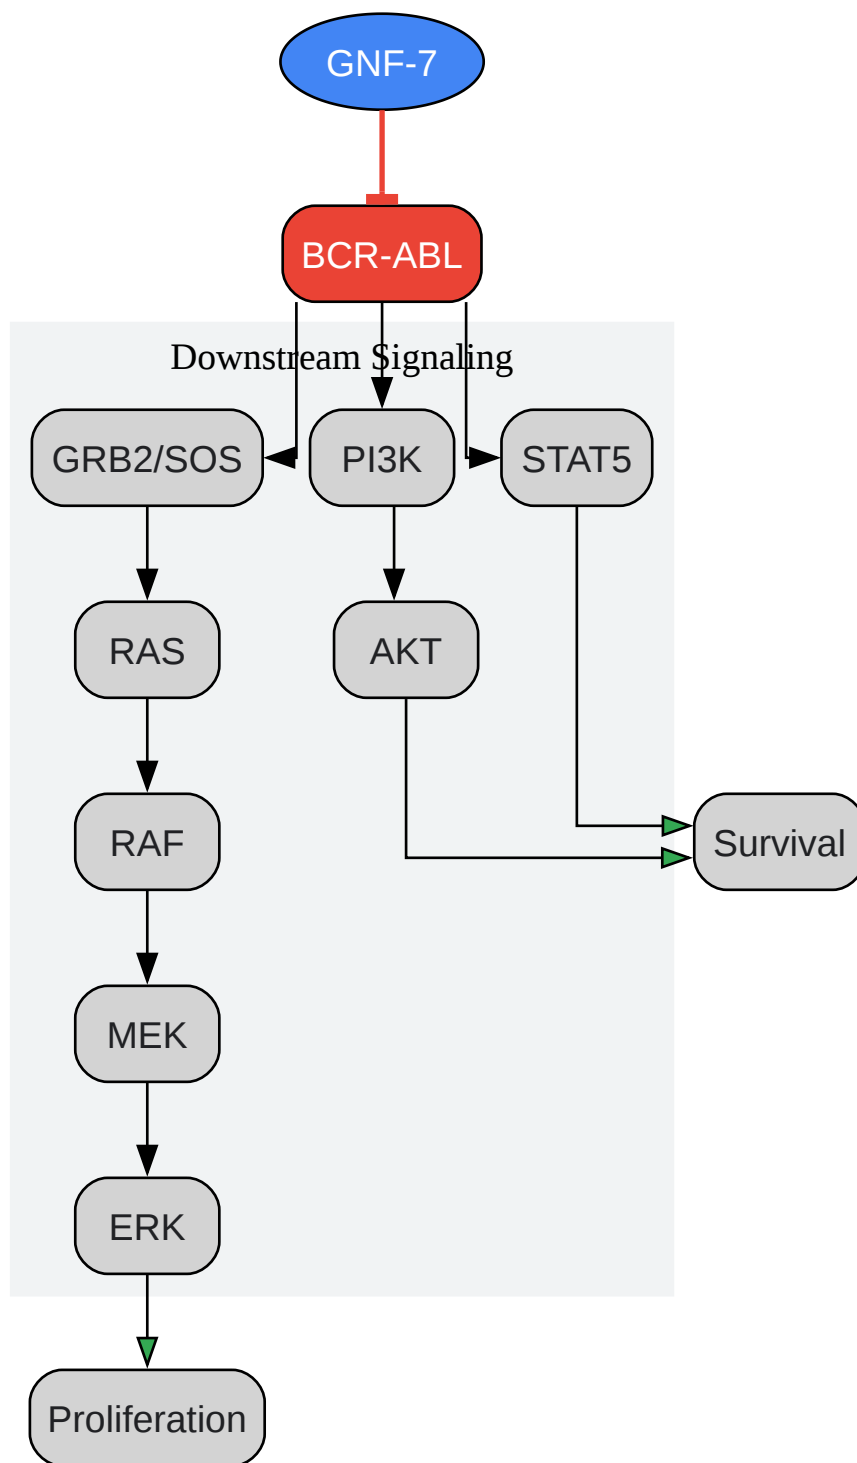 GNF-7
BCR-ABL
Downstream Signaling
GRB2/SOS
PI3K
STAT5
RAS
AKT
RAF
Survival
MEK
ERK
Proliferation